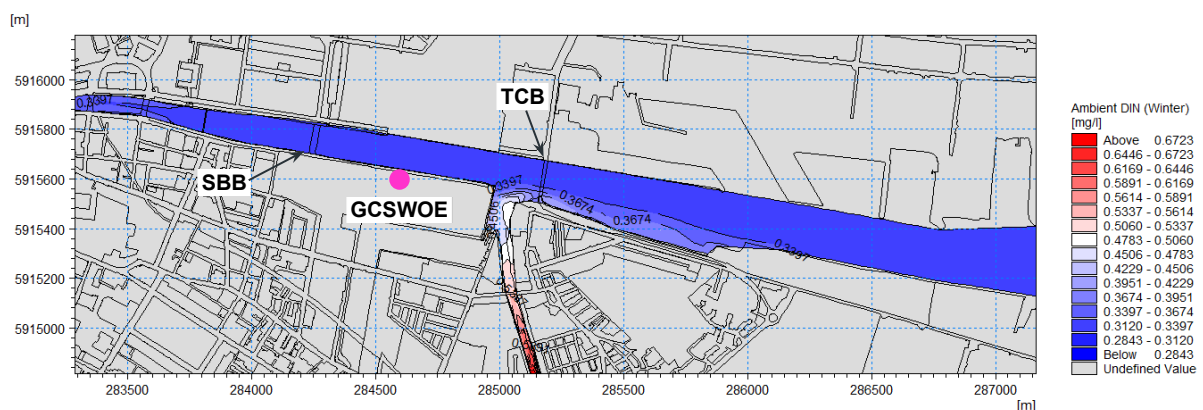 [m]
5916000
5915800
5915600
5915400
5915200
5915000
283500 284000 284500 285000 285500 286000 286500 287000
[m]
0.3397
TCB
SBB
GCSWOE
0.3674
0.3674
0.3397
Ambient DIN (Winter)
[mg/l]
Above 0.6723
0.6446 - 0.6723
0.6169 - 0.6446
0.5891 - 0.6169
0.5614 - 0.5891
0.5337 - 0.5614
0.5060 - 0.5337
0.4783 - 0.5060
0.4506 - 0.4783
0.4229 - 0.4506
0.3951 - 0.4229
0.3674 - 0.3951
0.3397 - 0.3674
0.3120 - 0.3397
0.2843 - 0.3120
Below 0.2843
Undefined Value